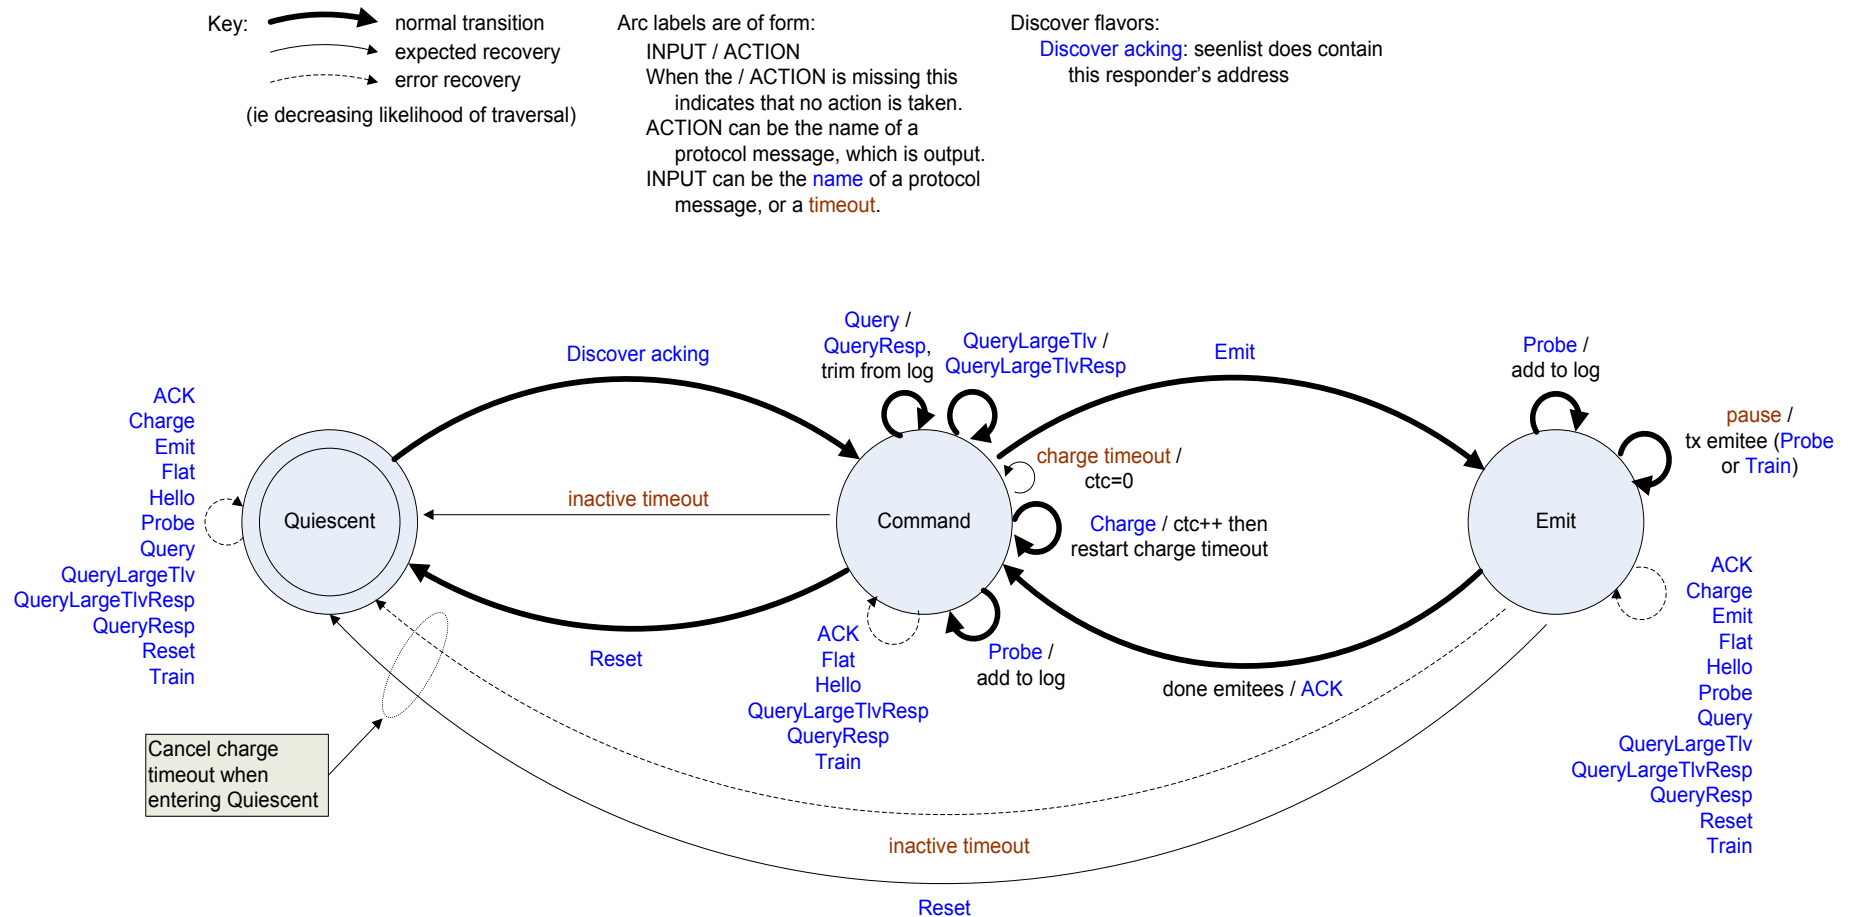 Key:
normal transition
expected recovery
error recovery
(ie decreasing likelihood of traversal)
Arc labels are of form:
INPUT / ACTION
When the / ACTION is missing this
indicates that no action is taken.
ACTION can be the name of a
protocol message, which is output.
INPUT can be the name of a protocol
message, or a timeout.
Discover flavors:
Discover acking: seenlist does contain
this responder's address
ACK
Charge
Emit
Flat
Hello
Probe
Query
QueryLargeTlv
QueryLargeTlvResp
QueryResp
Reset
Train
Quiescent
Discover acking
inactive timeout
Reset
Cancel charge
timeout when
entering Quiescent
Query /
QueryResp,
trim from log
QueryLargeTlv /
QueryLargeTlvResp
Command
charge timeout /
ctc=0
Charge / ctc++ then
restart charge timeout
Probe /
add to log
ACK
Flat
Hello
QueryLargeTlvResp
QueryResp
Train
Emit
done emitees / ACK
inactive timeout
Reset
Probe /
add to log
pause /
tx emitee (Probe
or Train)
Emit
ACK
Charge
Emit
Flat
Hello
Probe
Query
QueryLargeTlv
QueryLargeTlvResp
QueryResp
Reset
Train